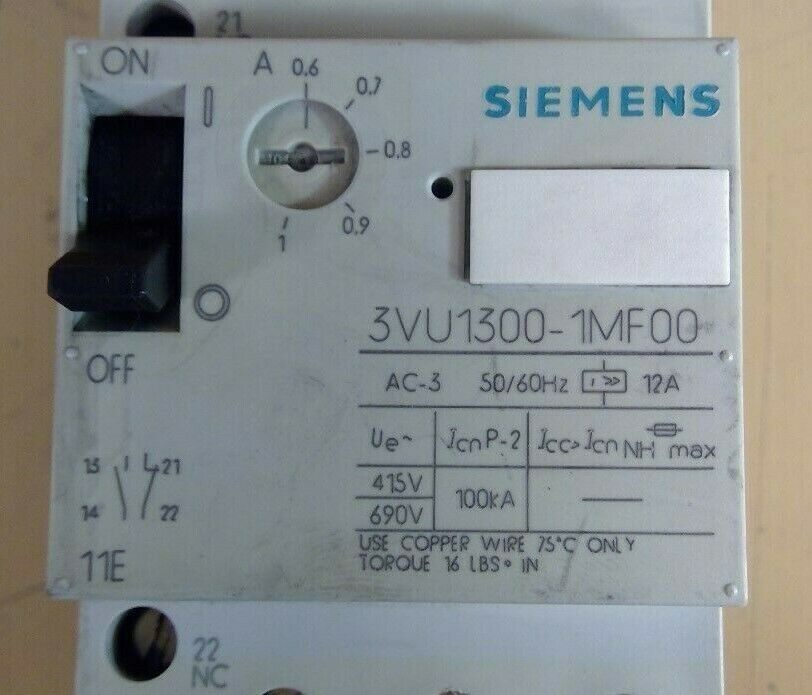 21
ON
A
0.6
0.7
0.8
0.9
1
SIEMENS
3VU1300-1MF00
OFF
AC-3 50/60Hz I >> 12A
Ue~ IcnP-2 Icc>Icn NH max
415V
690V
100kA
13 21
14 22
11E
USE COPPER WIRE 75°C ONLY
TORQUE 16 LBS° IN
22
NC